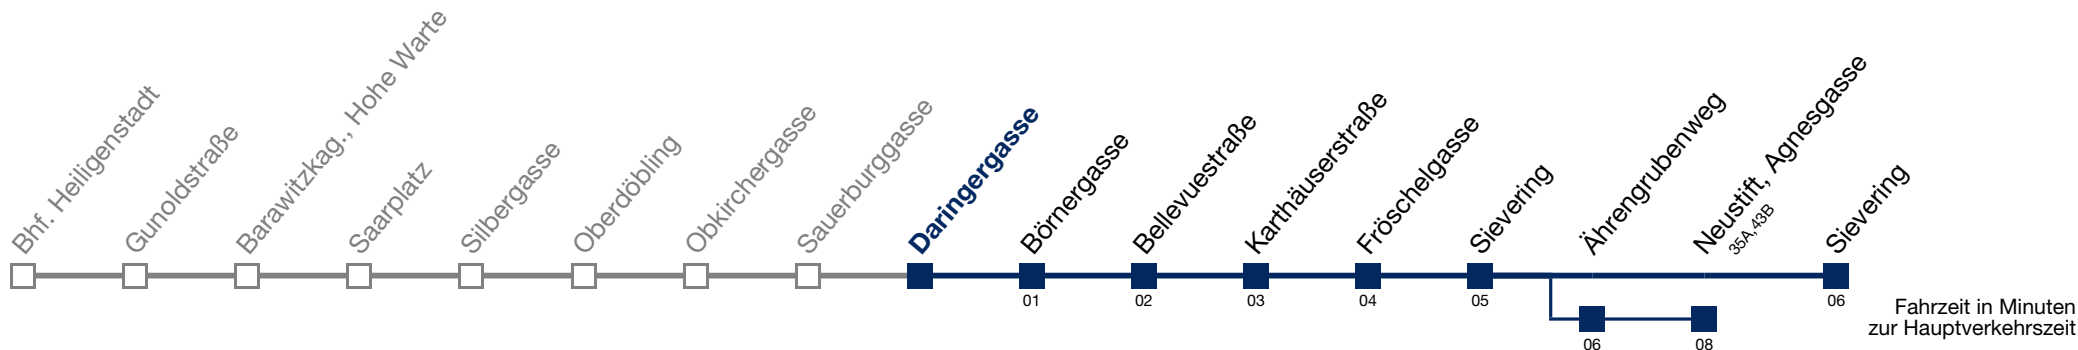 Bhf. Heiligenstadt
Gunoldstraße
Barawitzkag., Hohe Warte
Saarplatz
Silbergasse
Oberdöbling
Obkirchergasse
Sauerburggasse
Daringergasse
Börnergasse
Bellevuestraße
Karthäuserstraße
Fröschelgasse
Sievering
Ährengrubenweg
Neustift, Agnesgasse
35A,43B
Sievering
01
02
03
04
05
06
Fahrzeit in Minuten
zur Hauptverkehrszeit
06
08